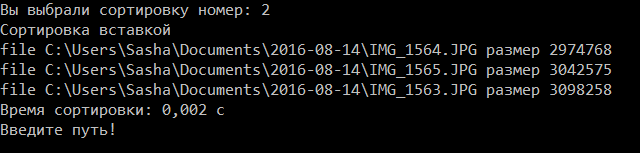 Вы выбрали сортировку номер: 2
Сортировка вставкой
file C:\Users\Sasha\Documents\2016-08-14\IMG_1564.JPG размер 2974768
file C:\Users\Sasha\Documents\2016-08-14\IMG_1565.JPG размер 3042575
file C:\Users\Sasha\Documents\2016-08-14\IMG_1563.JPG размер 3098258
Время сортировки: 0,002 с
Введите путь!